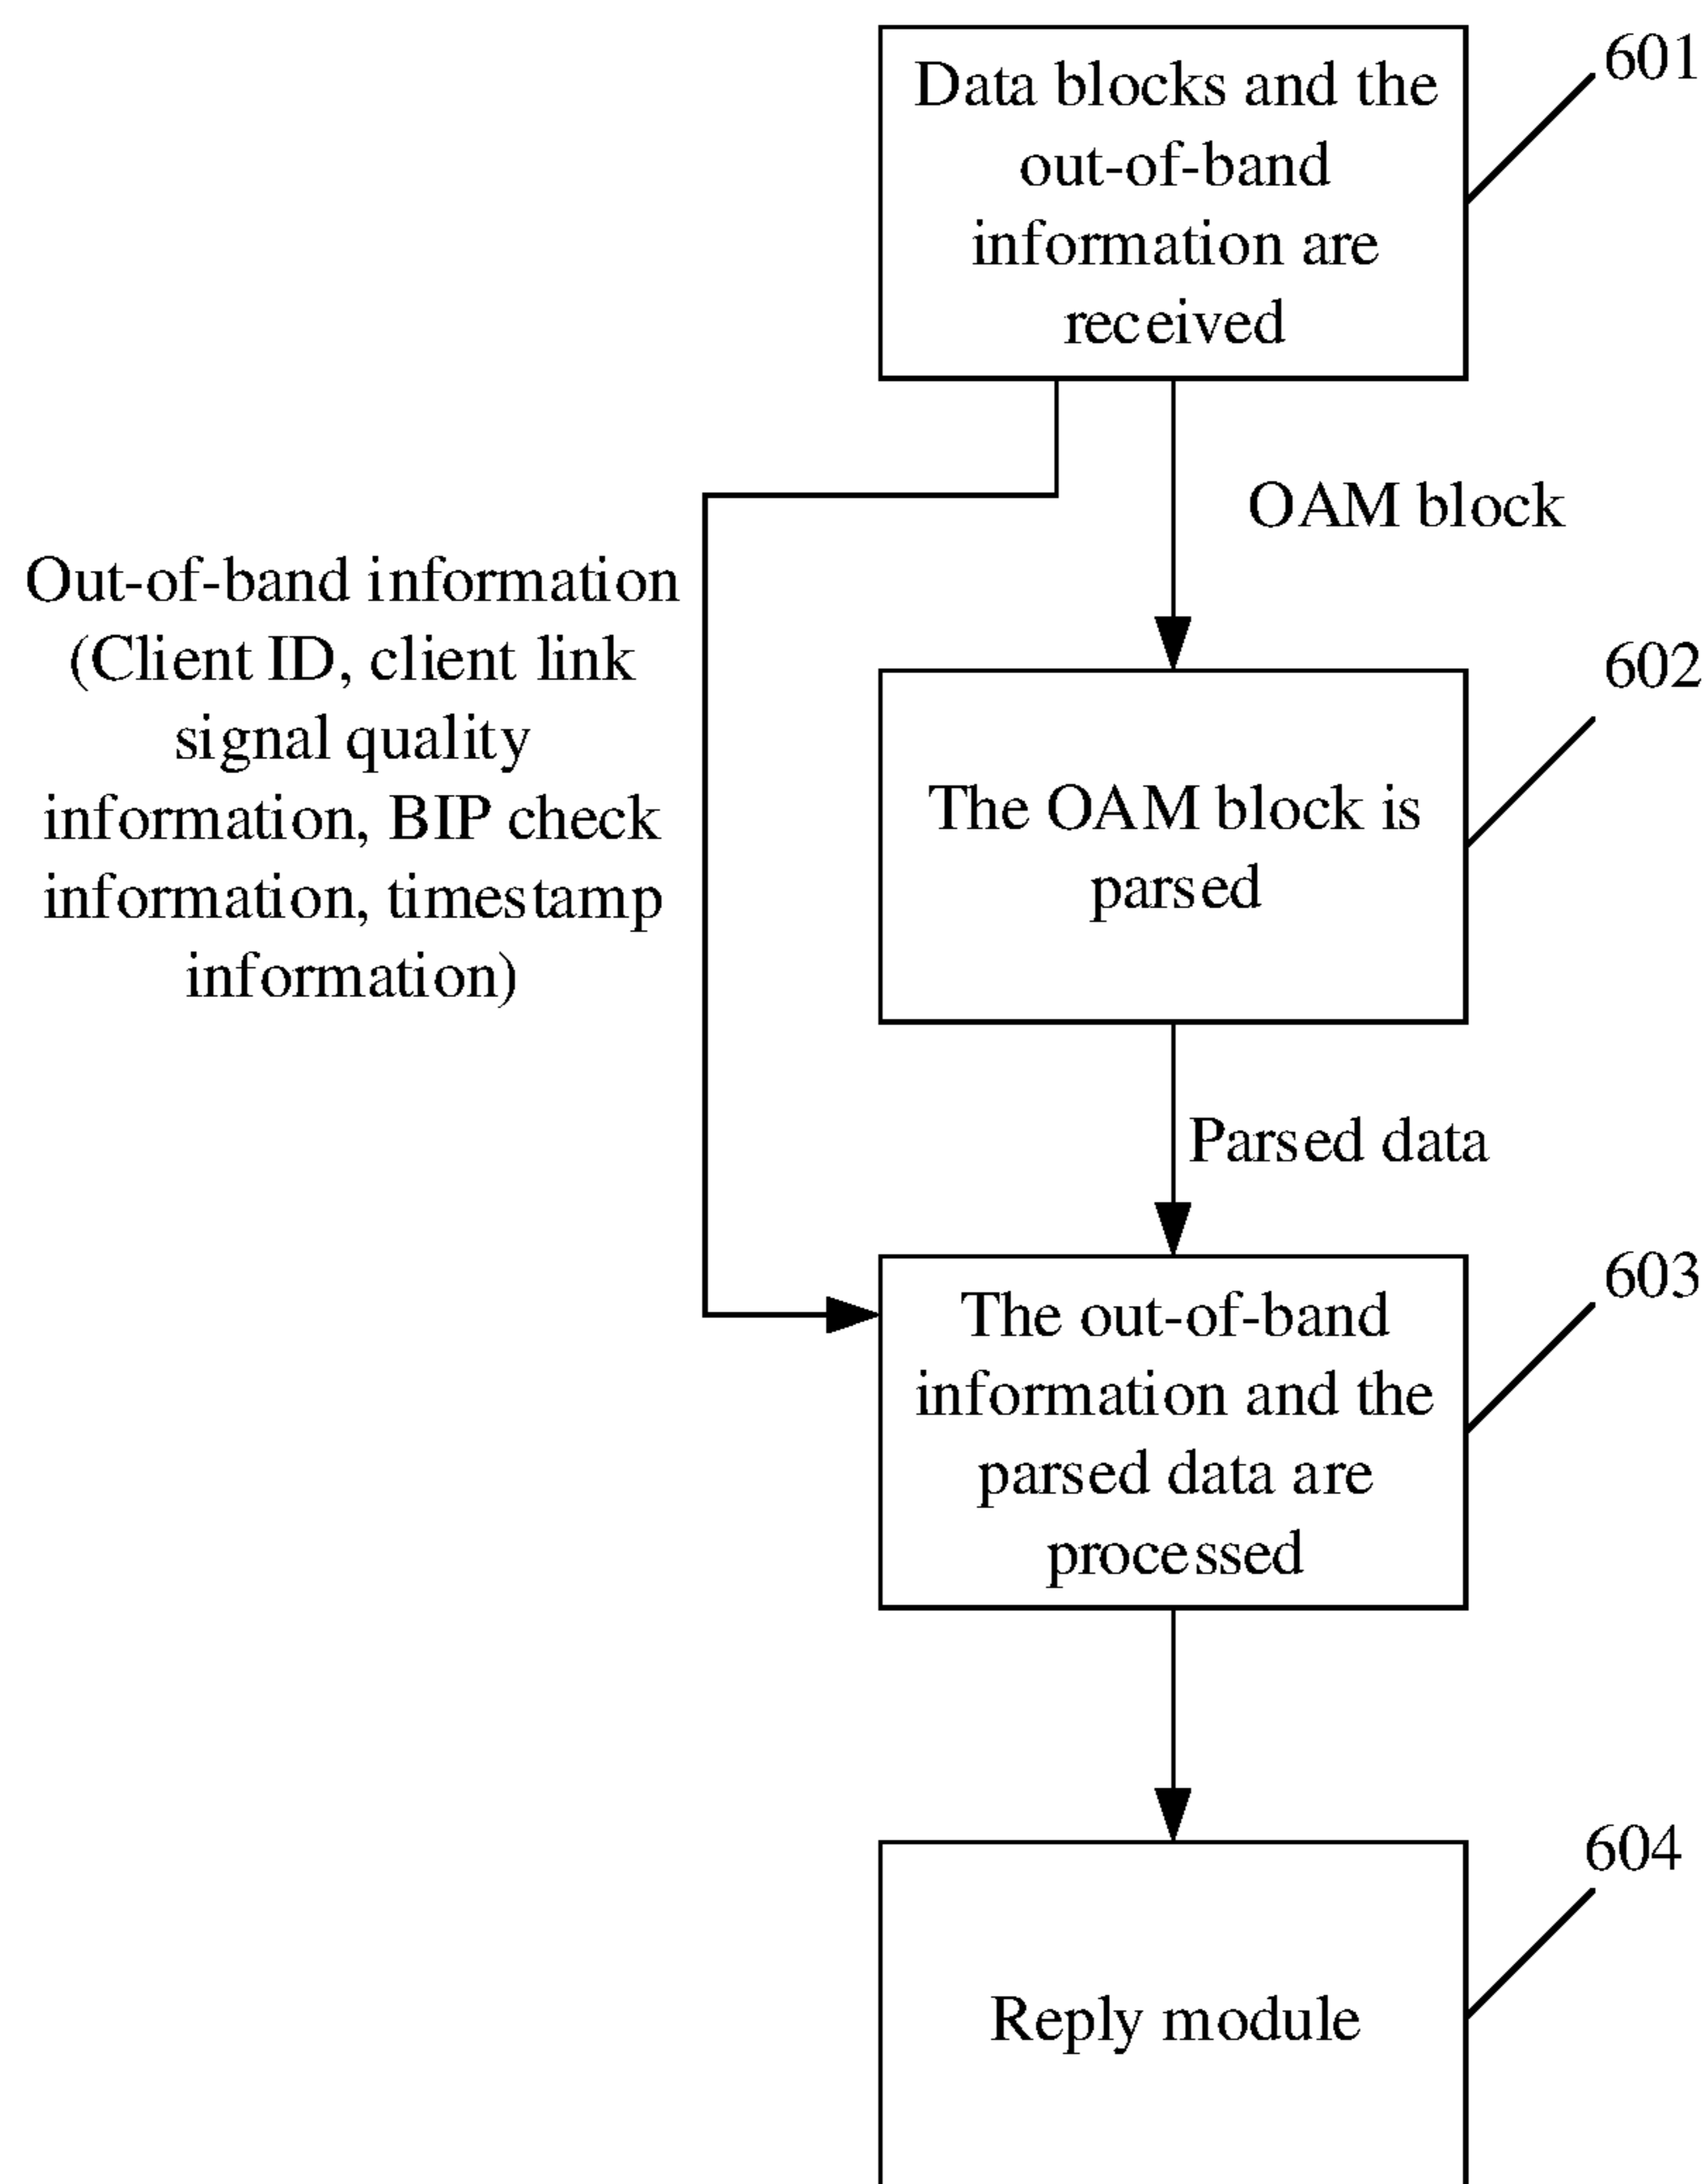 Data blocks and the
out-of-band
information are
received
601
OAM block
Out-of-band information
(Client ID, client link
signal quality
information, BIP check
information, timestamp
information)
602
The OAM block is
parsed
Parsed data
603
The out-of-band
information and the
parsed data are
processed
604
Reply module